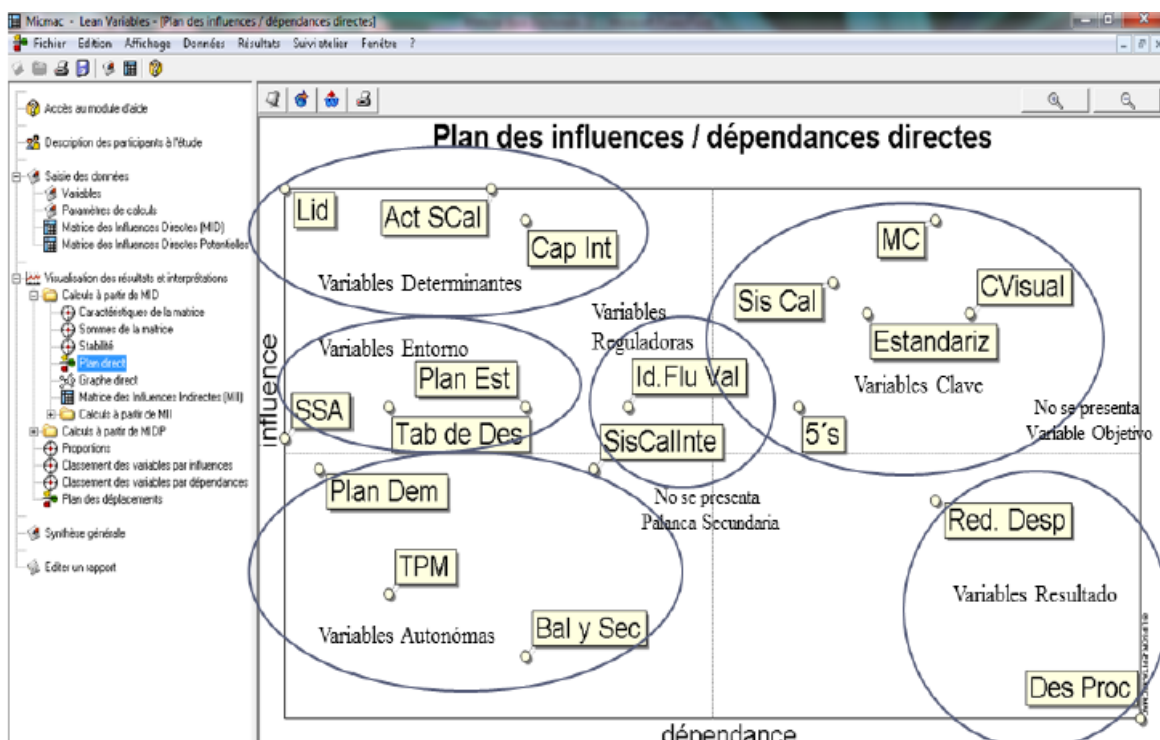 Micmac - Lean Variables - [Plan des influences / dépendances directes]
Fichier Edition Affichage Données Résultats Suivi atelier Fenêtre ?
Accès au module d'aide
Description des participants à l'étude
Saisie des données
Variables
Paramètres de calculs
Matrice des Influences Directes (MID)
Matrice des Influences Directes Potentielles
Visualisation des résultats et interprétations
Calculs à partir de MID
Caractéristiques de la matrice
Sommes de la matrice
Stabilité
Plan direct
Graphe direct
Matrice des Influences Indirectes (MII)
Calculs à partir de MII
Calculs à partir de MIDP
Proportions
Classement des variables par influences
Classement des variables par dépendances
Plan des déplacements
Synthèse générale
Editer un rapport
Plan des influences / dépendances directes
influence
Lid
Act SCal
Cap Int
Variables Determinantes
MC
CVisual
Sis Cal
Estandariz
Variables Clave
5´s
No se presenta
Variable Objetivo
Variables
Reguladoras
Id.Flu Val
SisCalInte
Variables Entorno
Plan Est
SSA
Tab de Des
No se presenta
Palanca Secundaria
Plan Dem
TPM
Variables Autonómas
Bal y Sec
Red. Desp
Variables Resultado
Des Proc
dépendance